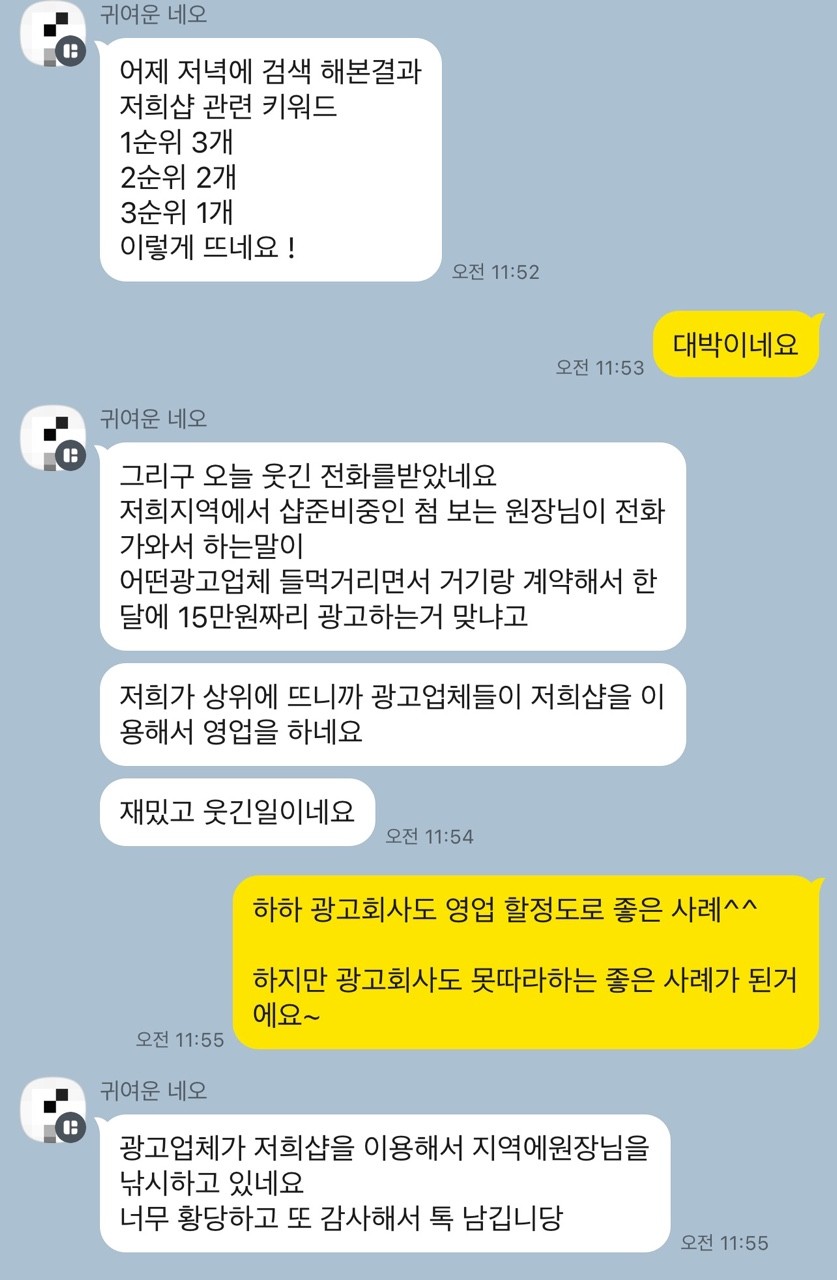 귀여운 네오
어제 저녁에 검색 해본결과
저희샵 관련 키워드
1순위 3개
2순위 2개
3순위 1개
이렇게 뜨네요 !
오전 11:52
대박이네요
오전 11:53
귀여운 네오
그리구 오늘 웃긴 전화를받았네요
저희지역에서 샵준비중인 첨 보는 원장님이 전화
가와서 하는말이
어떤광고업체 들먹거리면서 거기랑 계약해서 한
달에 15만원짜리 광고하는거 맞냐고
저희가 상위에 뜨니까 광고업체들이 저희샵을 이
용해서 영업을 하네요
재밌고 웃긴일이네요
오전 11:54
하하 광고회사도 영업 할정도로 좋은 사례^^
하지만 광고회사도 못따라하는 좋은 사례가 된거
에요~
오전 11:55
귀여운 네오
광고업체가 저희샵을 이용해서 지역에원장님을
낚시하고 있네요
너무 황당하고 또 감사해서 톡 남깁니당
오전 11:55